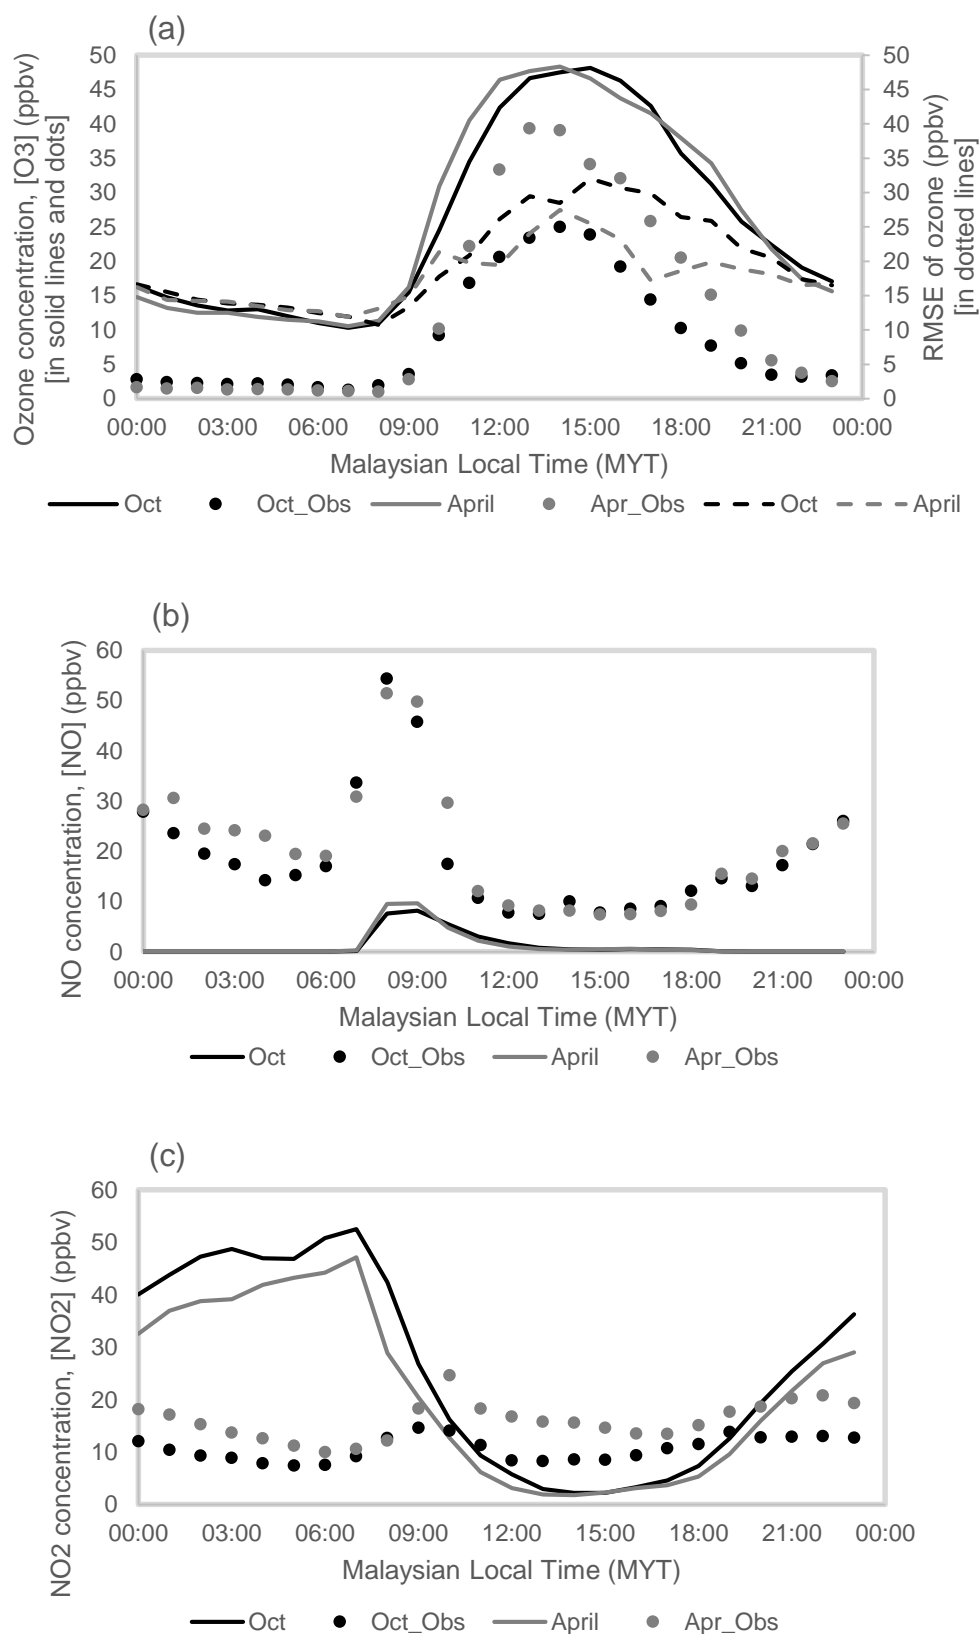 (a)
Ozone concentration, [O3] (ppbv)
[in solid lines and dots]
50
45
40
35
30
25
20
15
10
5
0
50
45
40
35
30
25
20
15
10
5
0
RMSE of ozone (ppbv)
[in dotted lines]
00:00 03:00 06:00 09:00 12:00 15:00 18:00 21:00 00:00
Malaysian Local Time (MYT)
Oct Oct_Obs April Apr_Obs Oct April
(b)
NO concentration, [NO] (ppbv)
60
50
40
30
20
10
0
00:00 03:00 06:00 09:00 12:00 15:00 18:00 21:00 00:00
Malaysian Local Time (MYT)
Oct Oct_Obs April Apr_Obs
(c)
NO2 concentration, [NO2] (ppbv)
60
50
40
30
20
10
0
00:00 03:00 06:00 09:00 12:00 15:00 18:00 21:00 00:00
Malaysian Local Time (MYT)
Oct Oct_Obs April Apr_Obs